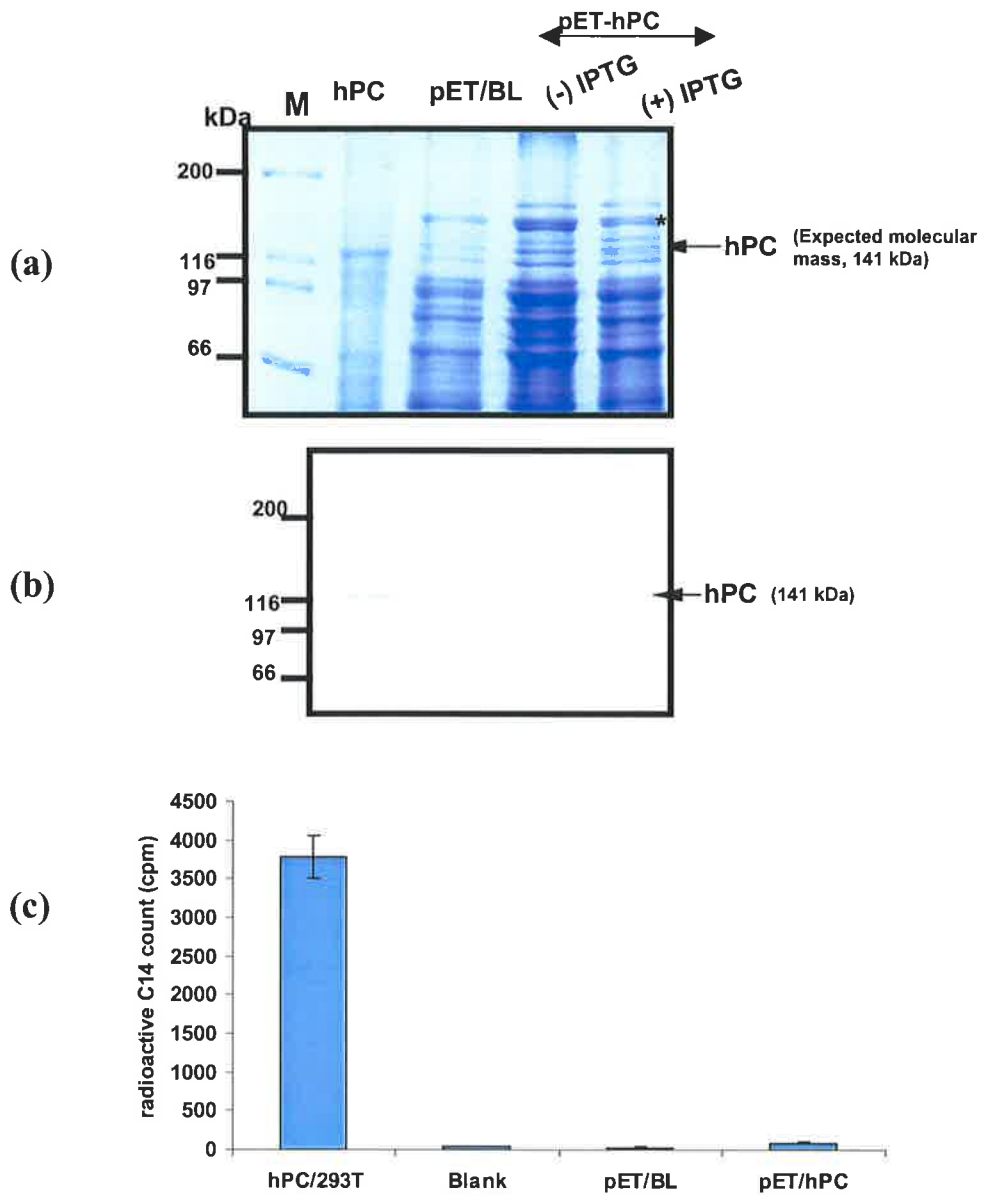 pET-hPC
M hPC pET/BL (-) IPTG (+) IPTG
kDa
200
116
97
66
*
hPC (Expected molecular
mass, 141 kDa)
(a)
200
116
97
66
hPC (141 kDa)
(b)
4500
4000
3500
3000
2500
2000
1500
1000
500
0
radioactive C14 count (cpm)
(c)
hPC/293T Blank pET/BL pET/hPC